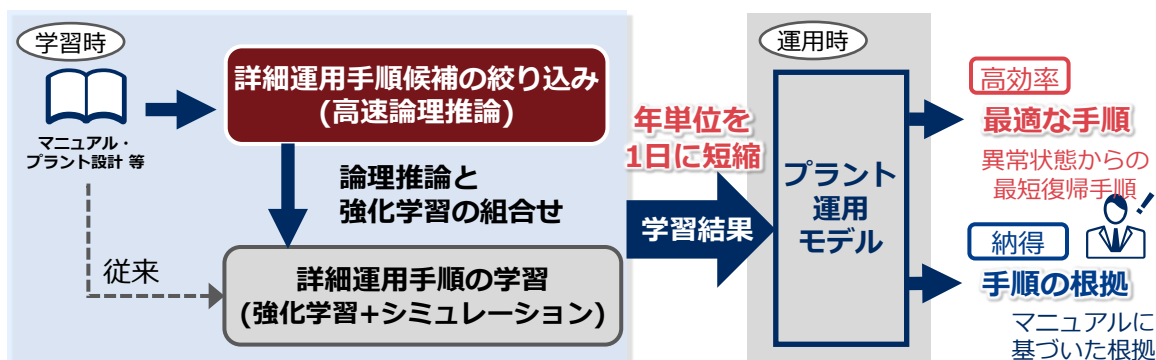 学習時
マニュアル・
プラント設計 等
詳細運用手順候補の絞り込み
(高速論理推論)
論理推論と
強化学習の組合せ
従来
詳細運用手順の学習
(強化学習+シミュレーション)
年単位を
1日に短縮
学習結果
運用時
プラント
運用
モデル
高効率
最適な手順
異常状態からの
最短復帰手順
納得
手順の根拠
マニュアルに
基づいた根拠